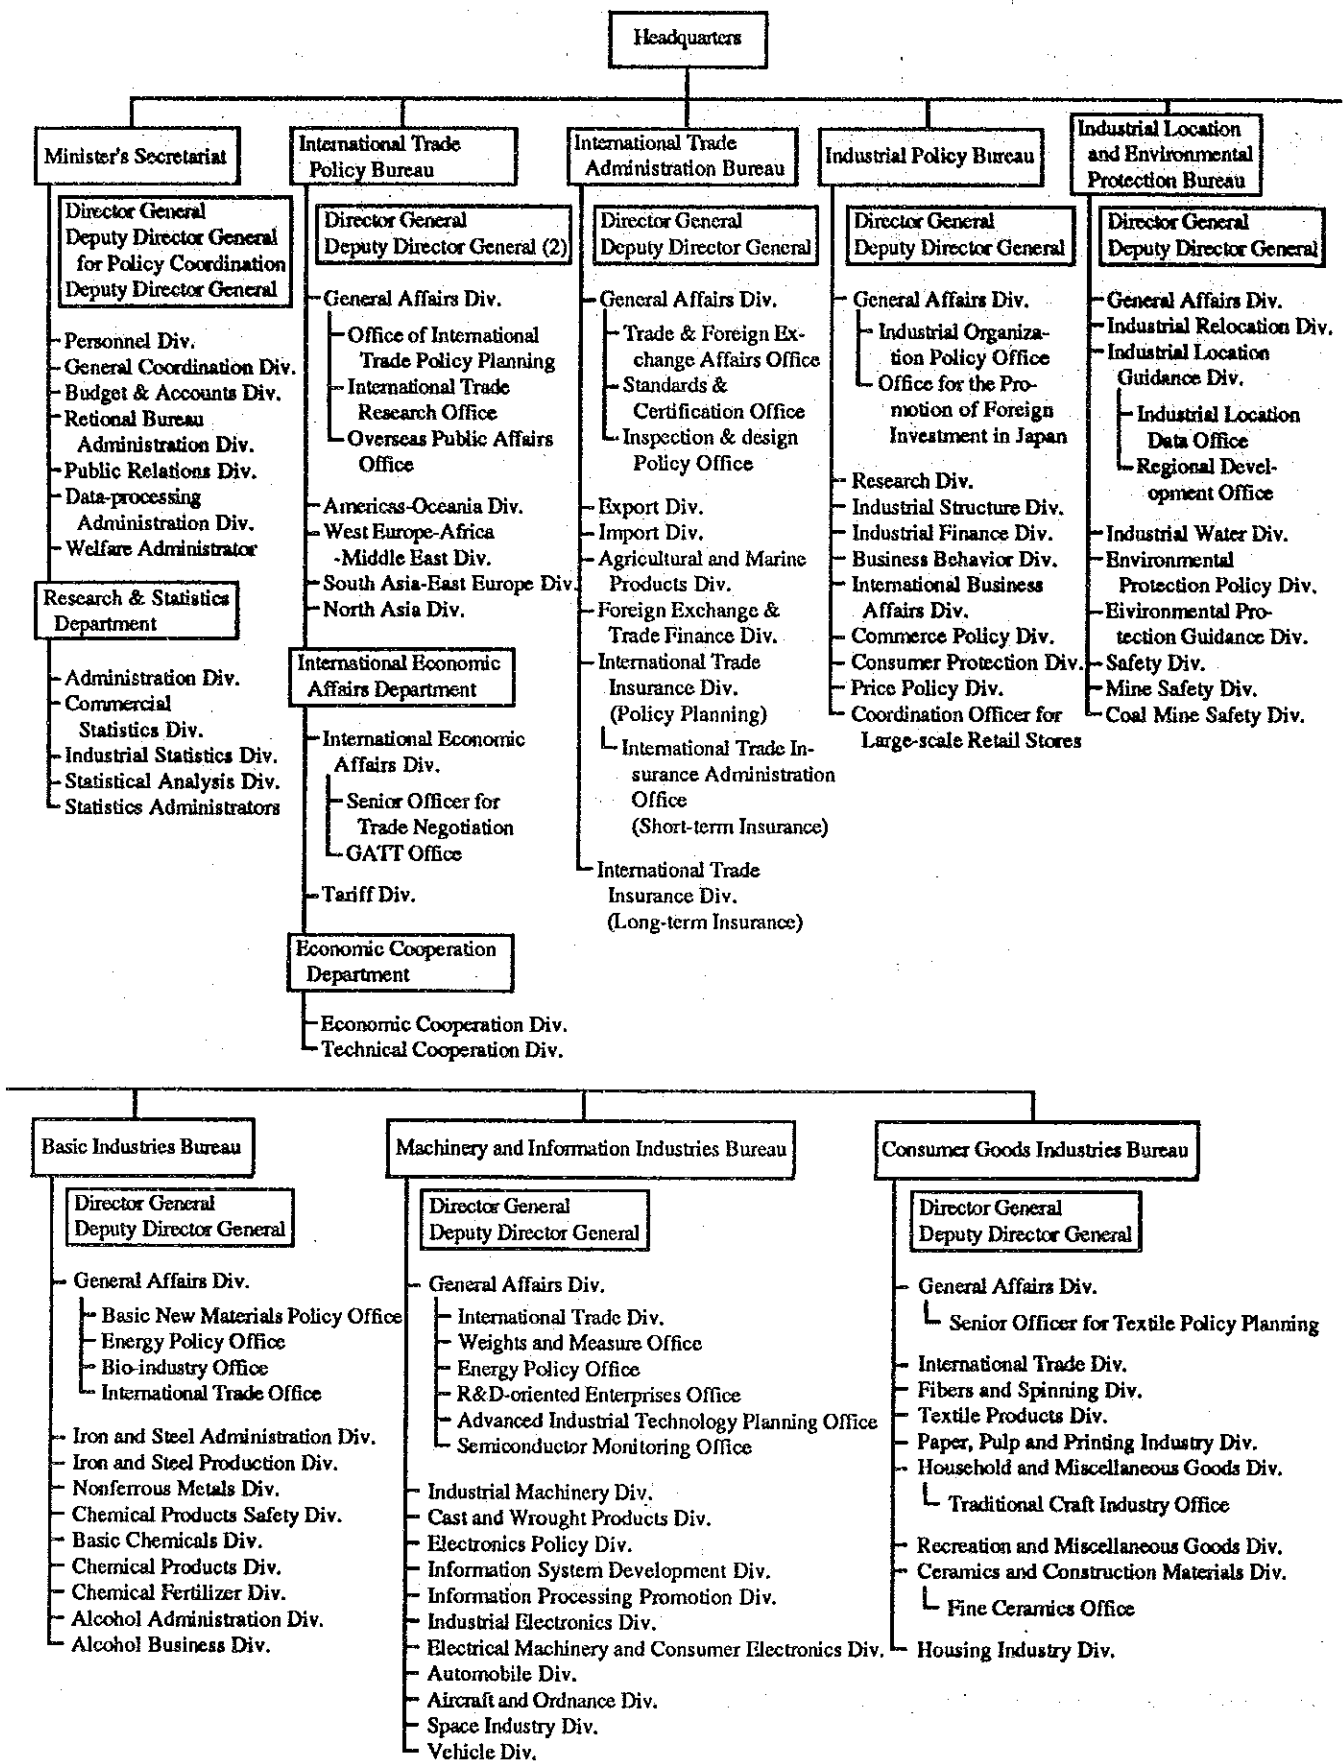 Headquarters
Minister's Secretariat
Director General
Deputy Director General
for Policy Coordination
Deputy Director General
Personnel Div.
General Coordination Div.
Budget & Accounts Div.
Retional Bureau
Administration Div.
Public Relations Div.
Data-processing
Administration Div.
Welfare Administrator
Research & Statistics
Department
Administration Div.
Commercial
Statistics Div.
Industrial Statistics Div.
Statistical Analysis Div.
Statistics Administrators
International Trade
Policy Bureau
Director General
Deputy Director General (2)
General Affairs Div.
Office of International
Trade Policy Planning
International Trade
Research Office
Overseas Public Affairs
Office
Americas-Oceania Div.
West Europe-Africa
-Middle East Div.
South Asia-East Europe Div.
North Asia Div.
International Economic
Affairs Department
International Economic
Affairs Div.
Senior Officer for
Trade Negotiation
GATT Office
Tariff Div.
Economic Cooperation
Department
Economic Cooperation Div.
Technical Cooperation Div.
International Trade
Administration Bureau
Director General
Deputy Director General
General Affairs Div.
Trade & Foreign Ex-
change Affairs Office
Standards &
Certification Office
Inspection & design
Policy Office
Export Div.
Import Div.
Agricultural and Marine
Products Div.
Foreign Exchange &
Trade Finance Div.
International Trade
Insurance Div.
(Policy Planning)
International Trade In-
surance Administration
Office
(Short-term Insurance)
International Trade
Insurance Div.
(Long-term Insurance)
Industrial Policy Bureau
Director General
Deputy Director General
General Affairs Div.
Industrial Organiza-
tion Policy Office
Office for the Pro-
motion of Foreign
Investment in Japan
Research Div.
Industrial Structure Div.
Industrial Finance Div.
Business Behavior Div.
International Business
Affairs Div.
Commerce Policy Div.
Consumer Protection Div.
Price Policy Div.
Coordination Officer for
Large-scale Retail Stores
Industrial Location
and Environmental
Protection Bureau
Director General
Deputy Director General
General Affairs Div.
Industrial Relocation Div.
Industrial Location
Guidance Div.
Industrial Location
Data Office
Regional Devel-
opment Office
Industrial Water Div.
Environmental
Protection Policy Div.
Eivironmental Pro-
tection Guidance Div.
Safety Div.
Mine Safety Div.
Coal Mine Safety Div.
Basic Industries Bureau
Director General
Deputy Director General
General Affairs Div.
Basic New Materials Policy Office
Energy Policy Office
Bio-industry Office
International Trade Office
Iron and Steel Administration Div.
Iron and Steel Production Div.
Nonferrous Metals Div.
Chemical Products Safety Div.
Basic Chemicals Div.
Chemical Products Div.
Chemical Fertilizer Div.
Alcohol Administration Div.
Alcohol Business Div.
Machinery and Information Industries Bureau
Director General
Deputy Director General
General Affairs Div.
International Trade Div.
Weights and Measure Office
Energy Policy Office
R&D-oriented Enterprises Office
Advanced Industrial Technology Planning Office
Semiconductor Monitoring Office
Industrial Machinery Div.
Cast and Wrought Products Div.
Electronics Policy Div.
Information System Development Div.
Information Processing Promotion Div.
Industrial Electronics Div.
Electrical Machinery and Consumer Electronics Div.
Automobile Div.
Aircraft and Ordnance Div.
Space Industry Div.
Vehicle Div.
Consumer Goods Industries Bureau
Director General
Deputy Director General
General Affairs Div.
Senior Officer for Textile Policy Planning
International Trade Div.
Fibers and Spinning Div.
Textile Products Div.
Paper, Pulp and Printing Industry Div.
Household and Miscellaneous Goods Div.
Traditional Craft Industry Office
Recreation and Miscellaneous Goods Div.
Ceramics and Construction Materials Div.
Fine Ceramics Office
Housing Industry Div.